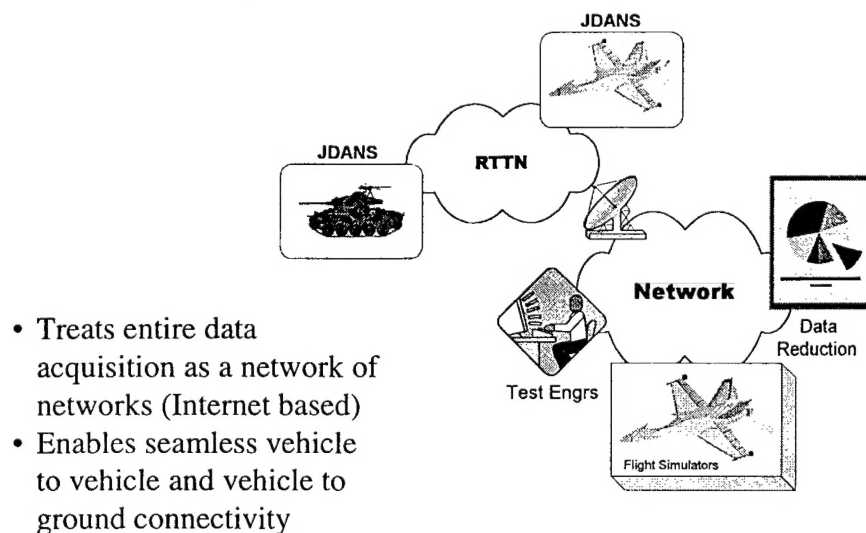 JDANS
JDANS
RTTN
Network
Data
Reduction
Test Engrs
Flight Simulators
• Treats entire data
acquisition as a network of
networks (Internet based)
• Enables seamless vehicle
to vehicle and vehicle to
ground connectivity